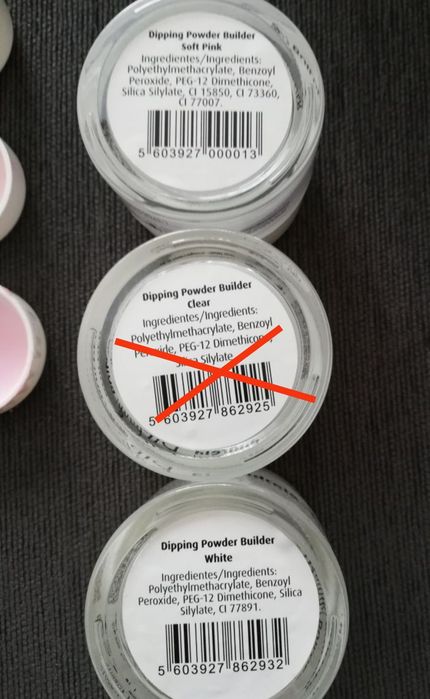 Dipping Powder Builder
Soft Pink
Ingredientes/Ingredients:
Polyethylmethacrylate, Benzoyl
Peroxide, PEG-12 Dimethicone,
Silica Silylate, CI 15850, CI 73360,
CI 77007.
5 603927 000013
Dipping Powder Builder
Clear
Ingredientes/Ingredients:
Polyethylmethacrylate, Benzoyl
Peroxide, PEG-12 Dimethicone,
Silica Silylate
5 603927 862925
Dipping Powder Builder
White
Ingredientes/Ingredients:
Polyethylmethacrylate, Benzoyl
Peroxide, PEG-12 Dimethicone, Silica
Silylate, CI 77891.
5 603927 862932